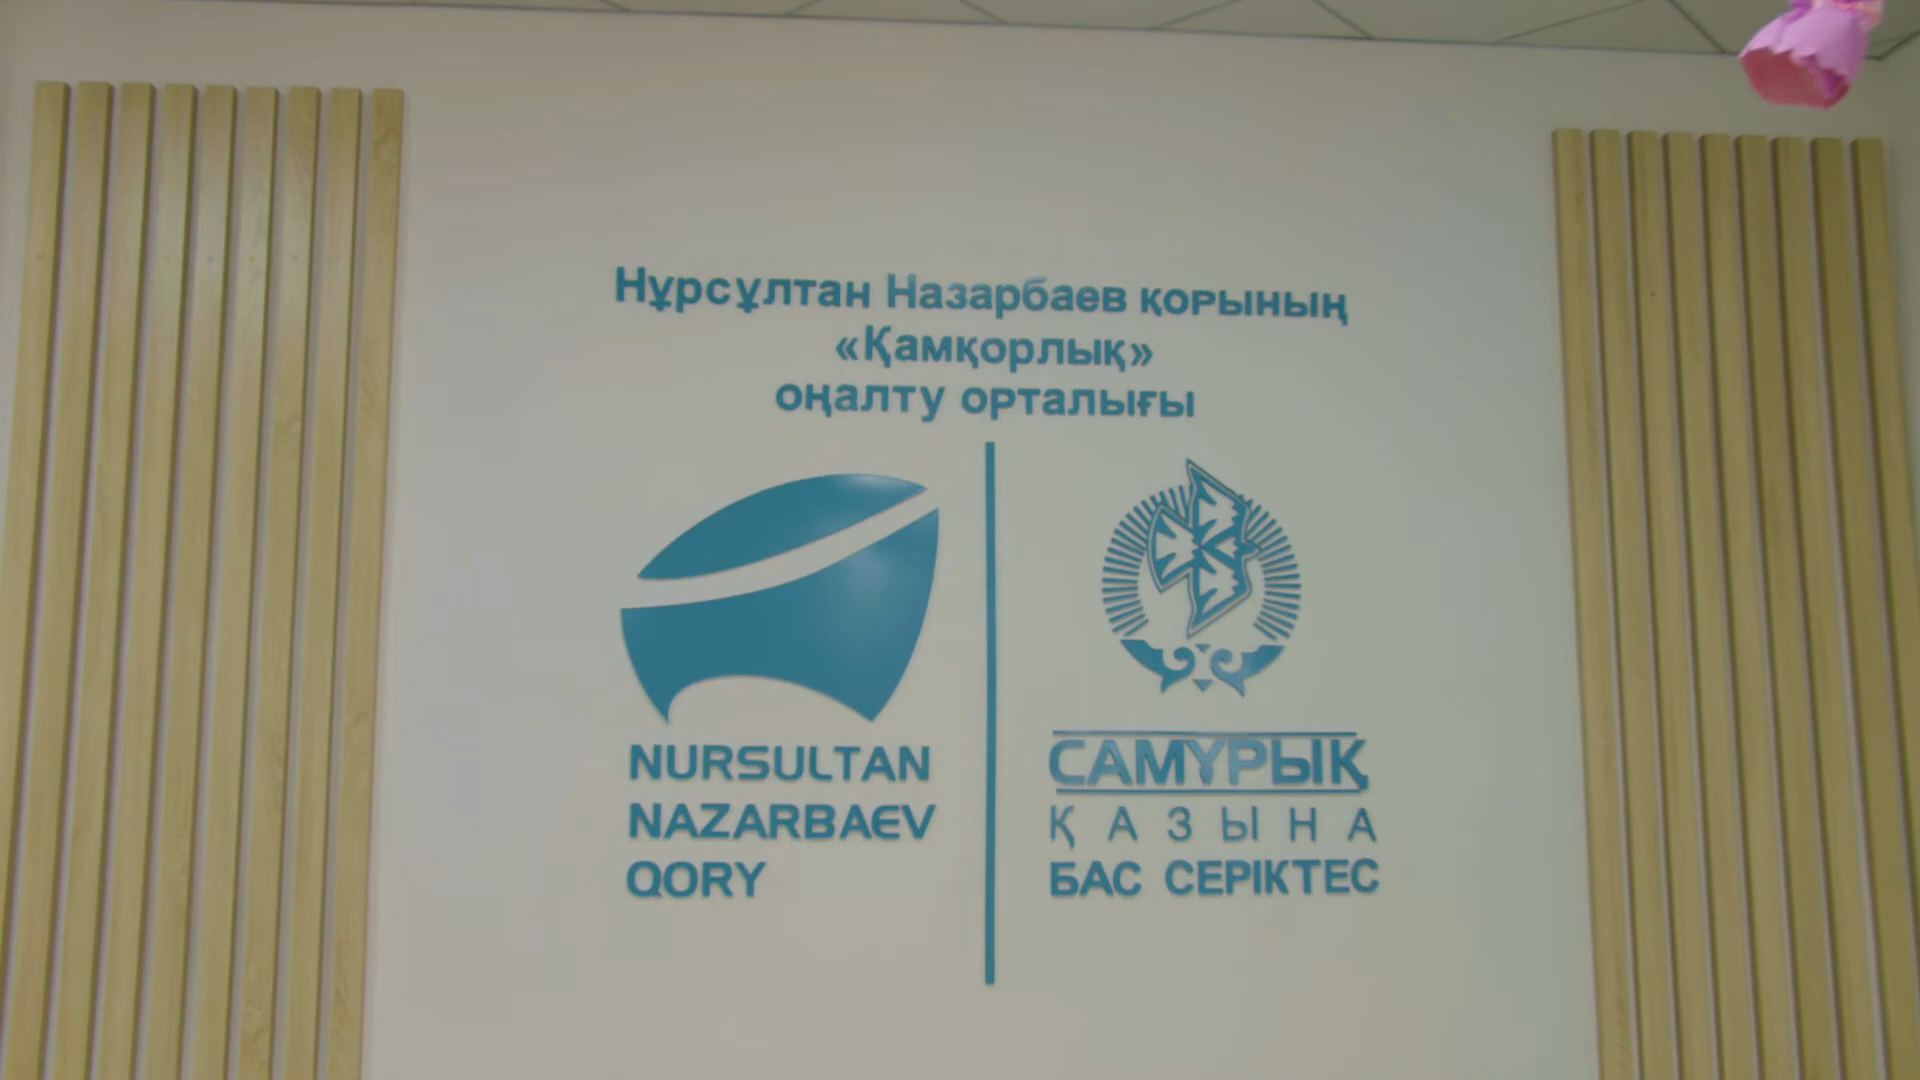 Нұрсұлтан Назарбаев қорының
«Қамқорлық»
оңалту орталығы
NURSULTAN
NAZARBAEV
QORY
САМҰРЫҚ
ҚАЗЫНА
БАС СЕРІКТЕС